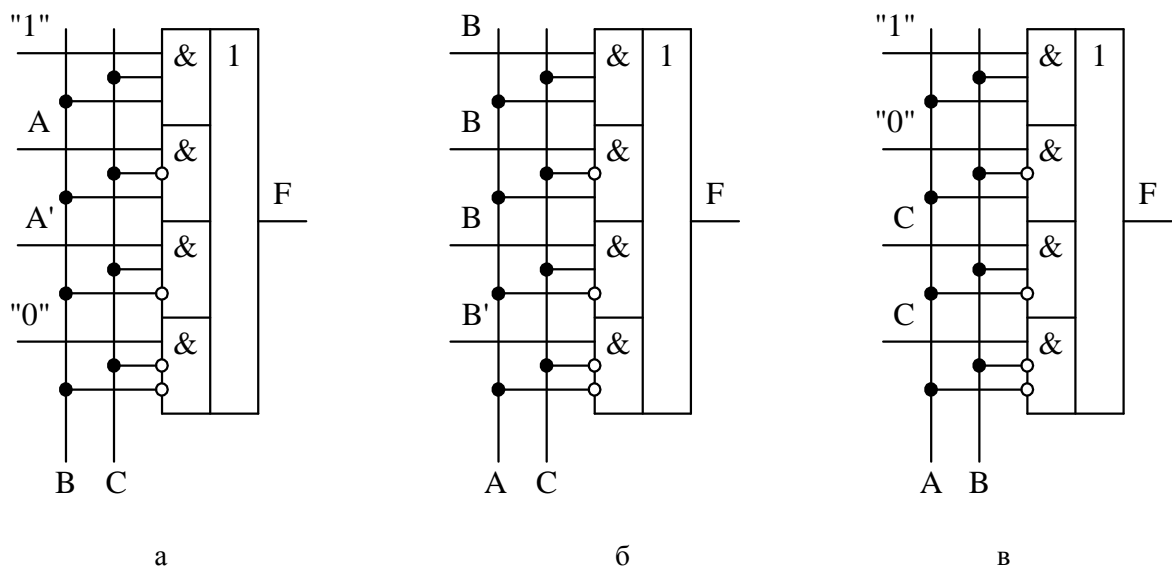 "1" & 1
A &
A' & F
"0" &
B C
а
B & 1
B &
B & F
B' &
A C
б
"1" & 1
"0" &
C & F
C &
A B
в